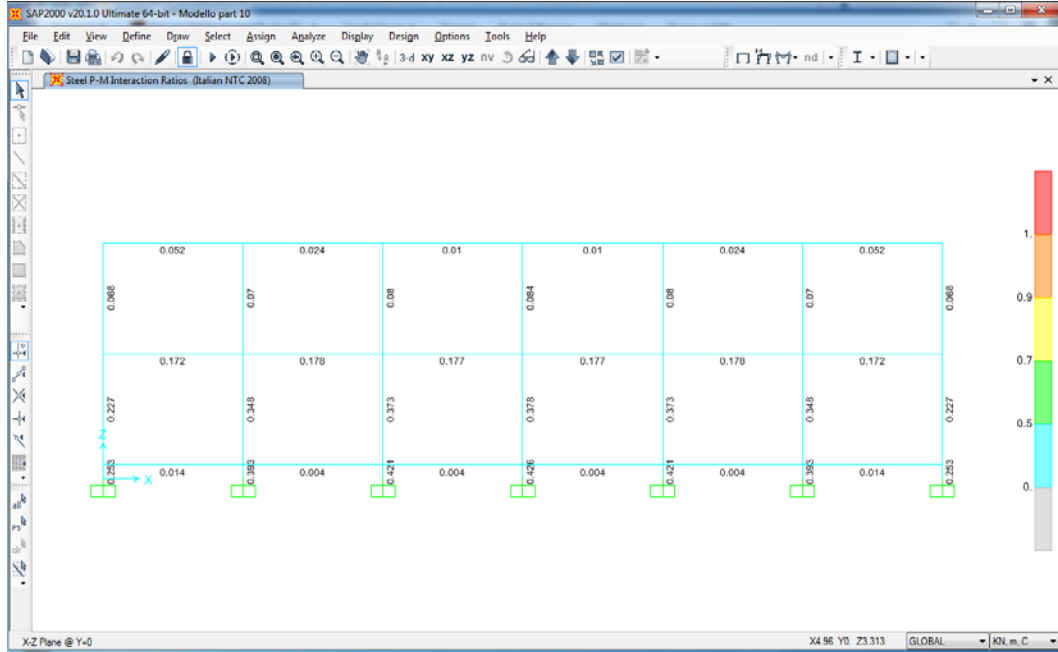 SAP2000 v20.1.0 Ultimate 64-bit - Modello part 10
File Edit View Define Draw Select Assign Analyze Display Design Options Tools Help
3-d xy xz yz nv nd
Steel P-M Interaction Ratios (Italian NTC 2008)
0.052 0.024 0.01 0.01 0.024 0.052
0.068 0.07 0.08 0.084 0.08 0.07 0.068
0.172 0.178 0.177 0.177 0.178 0.172
0.227 0.348 0.373 0.378 0.373 0.348 0.227
Z
0.253 0.393 0.421 0.426 0.421 0.393 0.253
0.014 0.004 0.004 0.004 0.004 0.014
X
1.
0.9
0.7
0.5
0.
all
ps
clr
X-Z Plane @ Y=0
X4.96 Y0. Z3.313
GLOBAL
KN, m, C